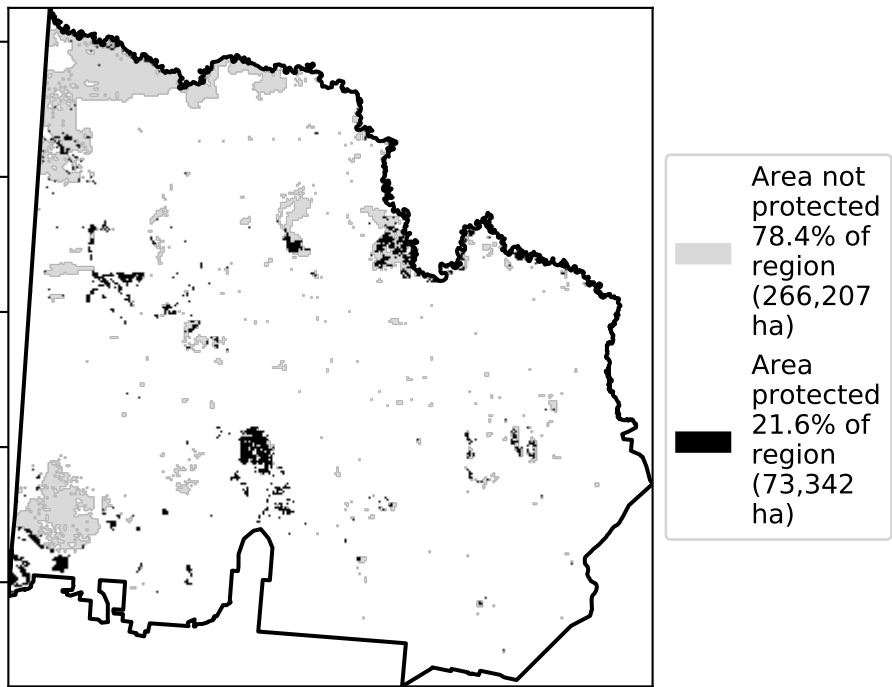 Area not
protected
78.4% of
region
(266,207
ha)
Area
protected
21.6% of
region
(73,342
ha)